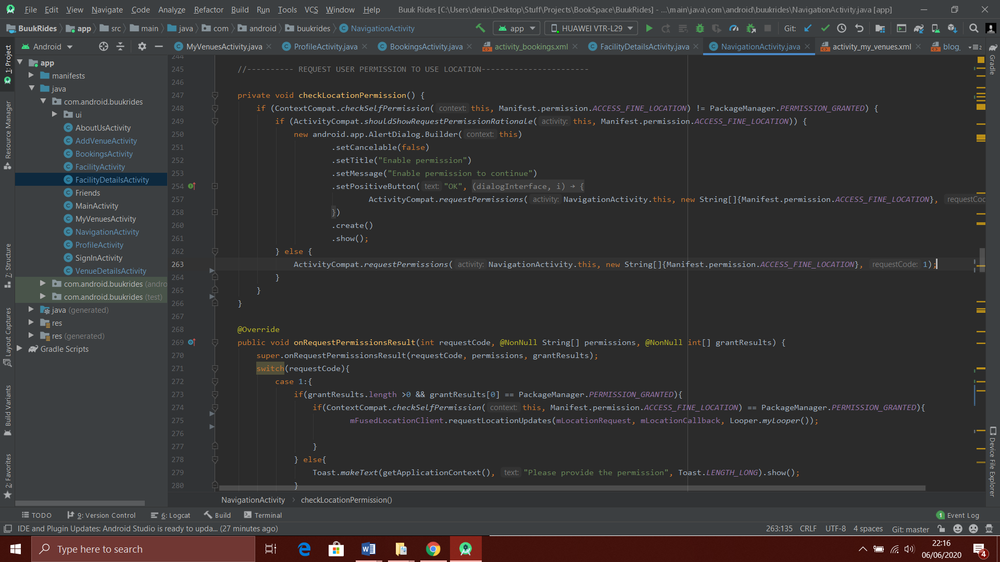 File Edit View Navigate Code Analyze Refactor Build Run Tools VCS Window Help Buuk Rides [C:\Users\denis\Desktop\Stuff\Projects\BookSpace\BuukRides] - ...\main\java\com\android\buukrides\NavigationActivity.java [app]
BuukRides app src main java com android buukrides NavigationActivity app HUAWEI VTR-L29 Git:
Android MyVenuesActivity.java ProfileActivity.java BookingsActivity.java activity_bookings.xml FacilityDetailsActivity.java NavigationActivity.java activity_my_venues.xml blog_ 2
1: Project
Resource Manager
7: Structure
Layout Captures
Build Variants
2: Favorites
app
manifests
java
com.android.buukrides
ui
AboutUsActivity
AddVenueActivity
BookingsActivity
FacilityActivity
FacilityDetailsActivity
Friends
MainActivity
MyVenuesActivity
NavigationActivity
ProfileActivity
SignInActivity
VenueDetailsActivity
com.android.buukrides (andro
com.android.buukrides (test)
java (generated)
res
res (generated)
Gradle Scripts
244
245 //---------- REQUEST USER PERMISSION TO USE LOCATION-----------------------
246
247 private void checkLocationPermission() {
248 if (ContextCompat.checkSelfPermission( context: this, Manifest.permission.ACCESS_FINE_LOCATION) != PackageManager.PERMISSION_GRANTED) {
249 if (ActivityCompat.shouldShowRequestPermissionRationale( activity: this, Manifest.permission.ACCESS_FINE_LOCATION)) {
250 new android.app.AlertDialog.Builder( context: this)
251 .setCancelable(false)
252 .setTitle("Enable permission")
253 .setMessage("Enable permission to continue")
254 .setPositiveButton( text: "OK", (dialogInterface, i) → {
257 ActivityCompat.requestPermissions( activity: NavigationActivity.this, new String[]{Manifest.permission.ACCESS_FINE_LOCATION}, requestCoc
258 })
260 .create()
261 .show();
262 } else {
263 ActivityCompat.requestPermissions( activity: NavigationActivity.this, new String[]{Manifest.permission.ACCESS_FINE_LOCATION}, requestCode: 1);
264 }
265 }
266 }
267
268 @Override
269 public void onRequestPermissionsResult(int requestCode, @NonNull String[] permissions, @NonNull int[] grantResults) {
270 super.onRequestPermissionsResult(requestCode, permissions, grantResults);
271 switch(requestCode){
272 case 1:{
273 if(grantResults.length >0 && grantResults[0] == PackageManager.PERMISSION_GRANTED){
274 if(ContextCompat.checkSelfPermission( context: this, Manifest.permission.ACCESS_FINE_LOCATION) == PackageManager.PERMISSION_GRANTED){
275 mFusedLocationClient.requestLocationUpdates(mLocationRequest, mLocationCallback, Looper.myLooper());
276
277 }
278 } else{
279 Toast.makeText(getApplicationContext(), text: "Please provide the permission", Toast.LENGTH_LONG).show();
280 }
Gradle
Device File Explorer
NavigationActivity checkLocationPermission()
TODO 9: Version Control 6: Logcat Build Terminal 1 Event Log
IDE and Plugin Updates: Android Studio is ready to upda... (27 minutes ago) 263:135 CRLF UTF-8 4 spaces Git: master
Type here to search
22:16
06/06/2020
4